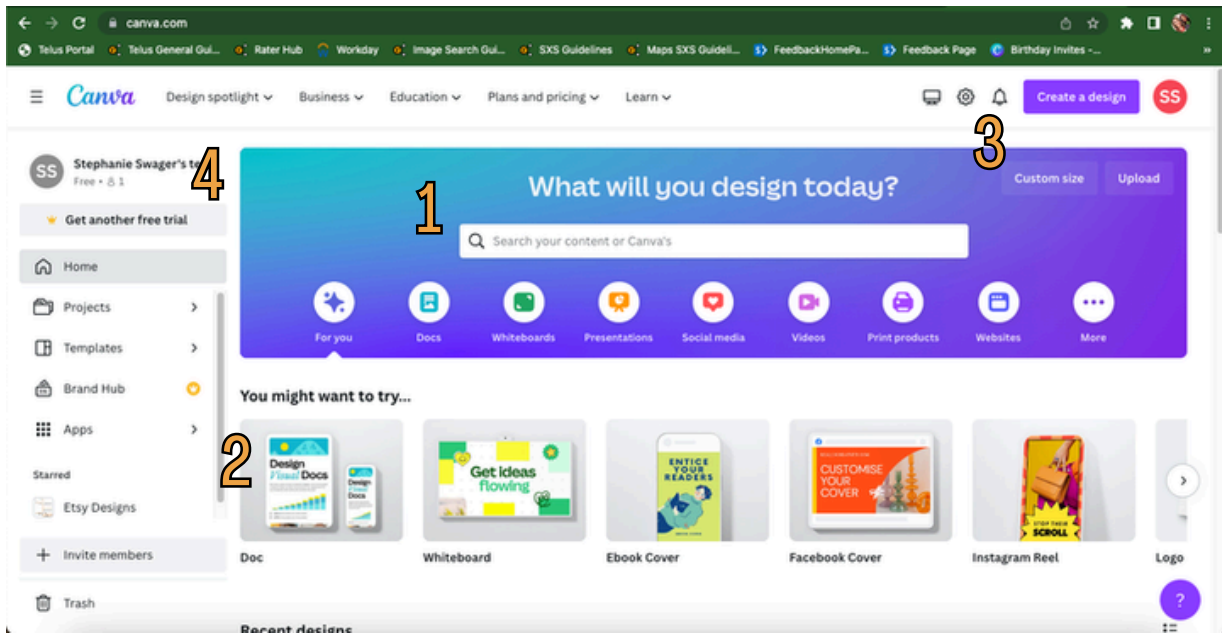 canva.com
Telus Portal Telus General Gui... Rater Hub Workday Image Search Gui... SXS Guidelines Maps SXS Guideli... FeedbackHomePa... Feedback Page Birthday Invites -... »
Canva Design spotlight Business Education Plans and pricing Learn Create a design SS
3
SS Stephanie Swager's te
Free • 1
4
Get another free trial
Home
Projects
Templates
Brand Hub
Apps
Starred
Etsy Designs
+ Invite members
Trash
1
What will you design today?
Custom size Upload
Search your content or Canva's
For you Docs Whiteboards Presentations Social media Videos Print products Websites More
You might want to try...
2
Design
Visual Docs
Design
Visual
Docs
Get ideas
flowing
ENTICE
YOUR
READERS
CUSTOMISE
YOUR
COVER
STOP THEIR
SCROLL
Doc Whiteboard Ebook Cover Facebook Cover Instagram Reel Logo
?
Recent designs